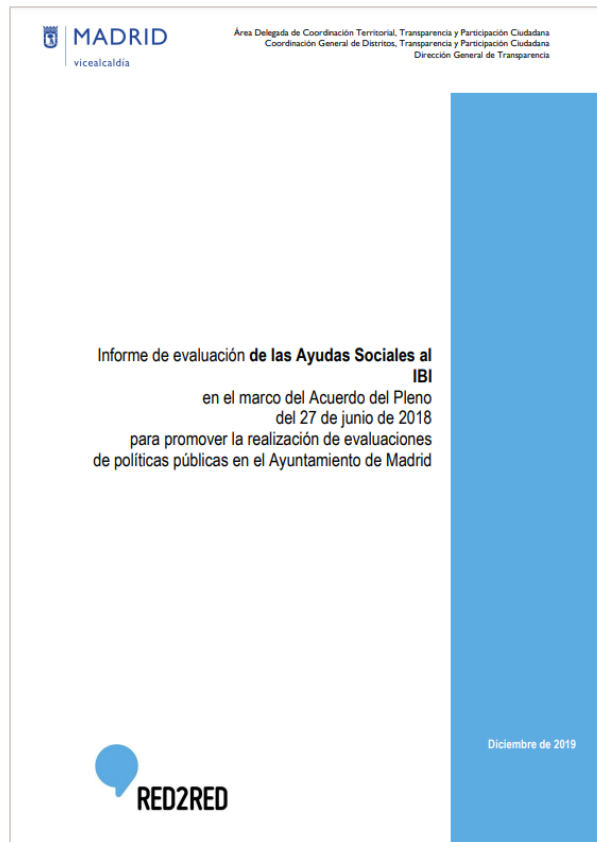 MADRID
vicealcaldía
Área Delegada de Coordinación Territorial, Transparencia y Participación Ciudadana
Coordinación General de Distritos, Transparencia y Participación Ciudadana
Dirección General de Transparencia
Informe de evaluación de las Ayudas Sociales al
IBI
en el marco del Acuerdo del Pleno
del 27 de junio de 2018
para promover la realización de evaluaciones
de políticas públicas en el Ayuntamiento de Madrid
Diciembre de 2019
RED2RED